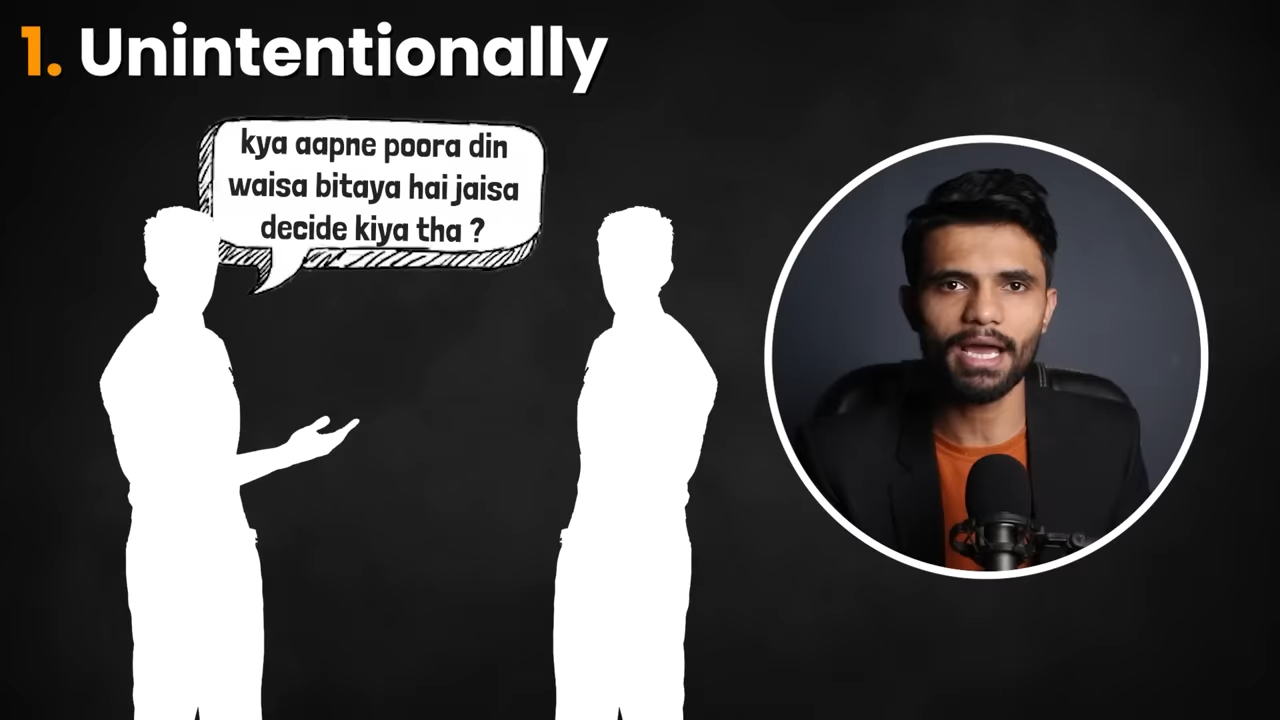 1. Unintentionally
kya aapne poora din
waisa bitaya hai jaisa
decide kiya tha ?